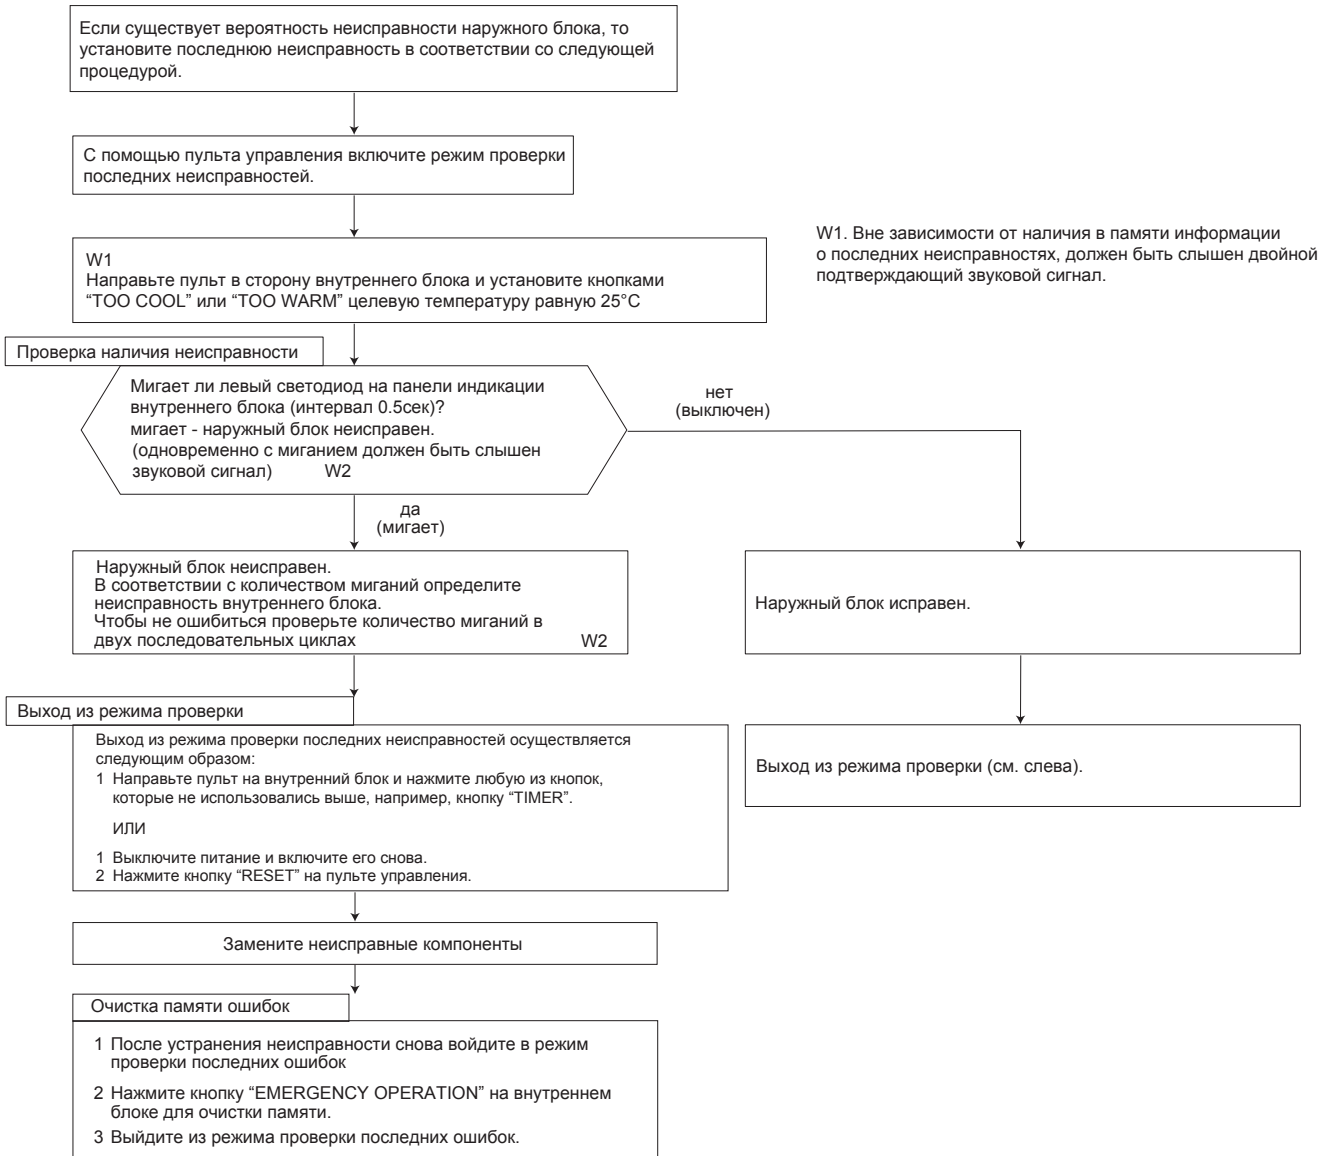 Если существует вероятность неисправности наружного блока, то
установите последнюю неисправность в соответствии со следующей
процедурой.
С помощью пульта управления включите режим проверки
последних неисправностей.
W1
Направьте пульт в сторону внутреннего блока и установите кнопками
“TOO COOL” или “TOO WARM” целевую температуру равную 25°C
W1. Вне зависимости от наличия в памяти информации
о последних неисправностях, должен быть слышен двойной
подтверждающий звуковой сигнал.
Проверка наличия неисправности
Мигает ли левый светодиод на панели индикации
внутреннего блока (интервал 0.5сек)?
мигает - наружный блок неисправен.
(одновременно с миганием должен быть слышен
звуковой сигнал) W2
нет
(выключен)
да
(мигает)
Наружный блок неисправен.
В соответствии с количеством миганий определите
неисправность внутреннего блока.
Чтобы не ошибиться проверьте количество миганий в
двух последовательных циклах W2
Наружный блок исправен.
Выход из режима проверки
Выход из режима проверки последних неисправностей осуществляется
следующим образом:
1 Направьте пульт на внутренний блок и нажмите любую из кнопок,
которые не использовались выше, например, кнопку “TIMER”.
ИЛИ
1 Выключите питание и включите его снова.
2 Нажмите кнопку “RESET” на пульте управления.
Выход из режима проверки (см. слева).
Замените неисправные компоненты
Очистка памяти ошибок
1 После устранения неисправности снова войдите в режим
проверки последних ошибок
2 Нажмите кнопку “EMERGENCY OPERATION” на внутреннем
блоке для очистки памяти.
3 Выйдите из режима проверки последних ошибок.